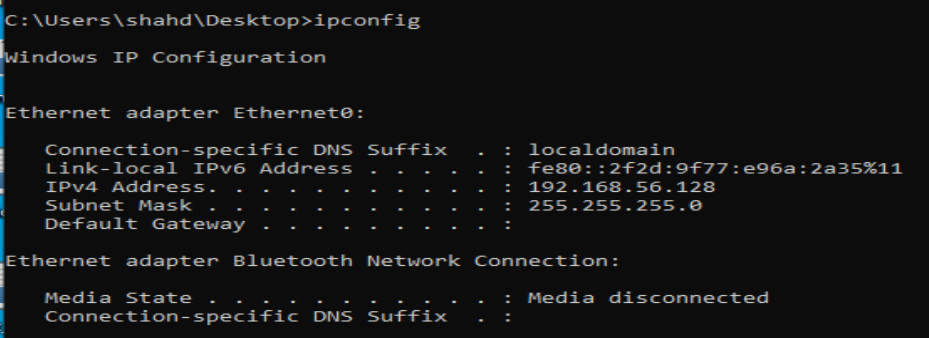 C:\Users\shahd\Desktop>ipconfig
Windows IP Configuration
Ethernet adapter Ethernet0:
Connection-specific DNS Suffix  . : localdomain
Link-local IPv6 Address . . . . . : fe80::2f2d:9f77:e96a:2a35%11
IPv4 Address. . . . . . . . . . . : 192.168.56.128
Subnet Mask . . . . . . . . . . . : 255.255.255.0
Default Gateway . . . . . . . . . :
Ethernet adapter Bluetooth Network Connection:
Media State . . . . . . . . . . . : Media disconnected
Connection-specific DNS Suffix  . :